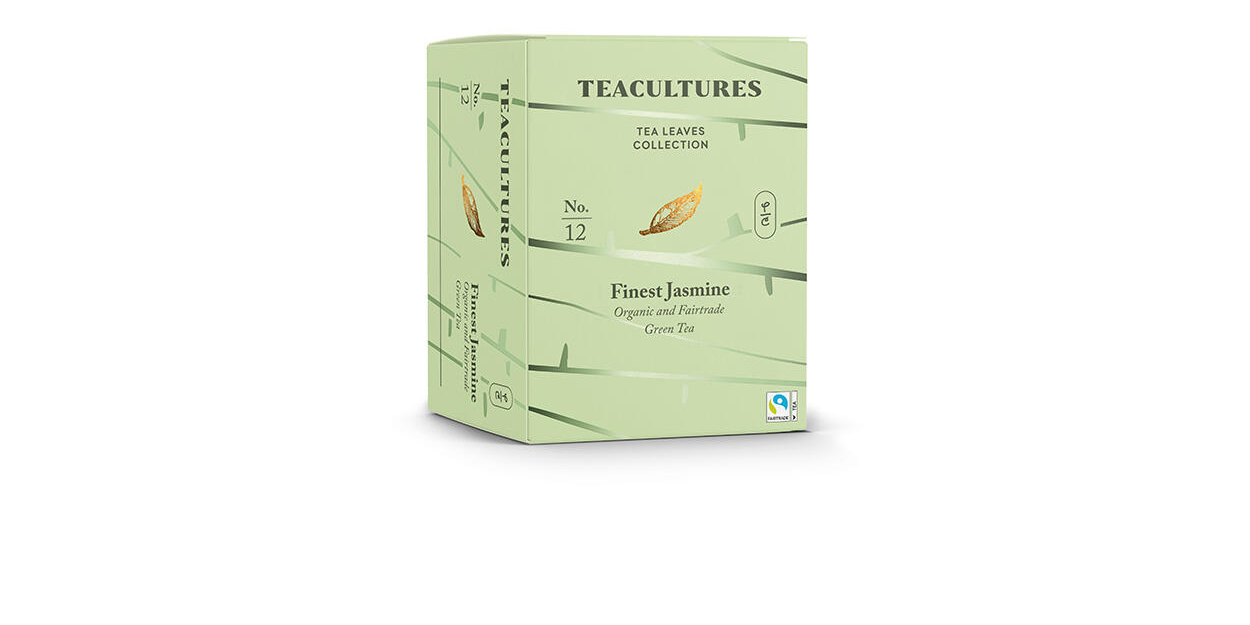 TEACULTURES
TEA LEAVES
COLLECTION
No.
12
Finest Jasmine
Organic and Fairtrade
Green Tea
FAIRTRADE
TEA
No.
12
TEACULTURES
Finest Jasmine
Organic and Fairtrade
Green Tea